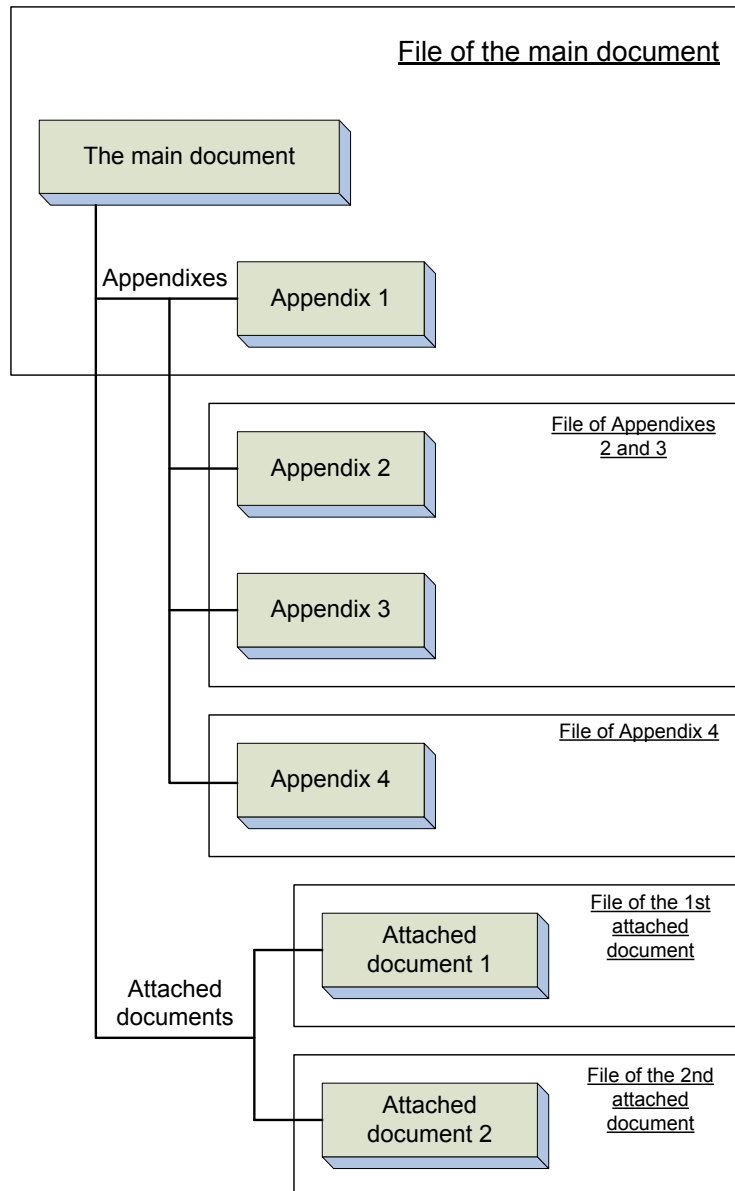 File of the main document
The main document
Appendixes
Appendix 1
File of Appendixes
2 and 3
Appendix 2
Appendix 3
File of Appendix 4
Appendix 4
File of the 1st
attached
document
Attached
document 1
Attached
documents
File of the 2nd
attached
document
Attached
document 2